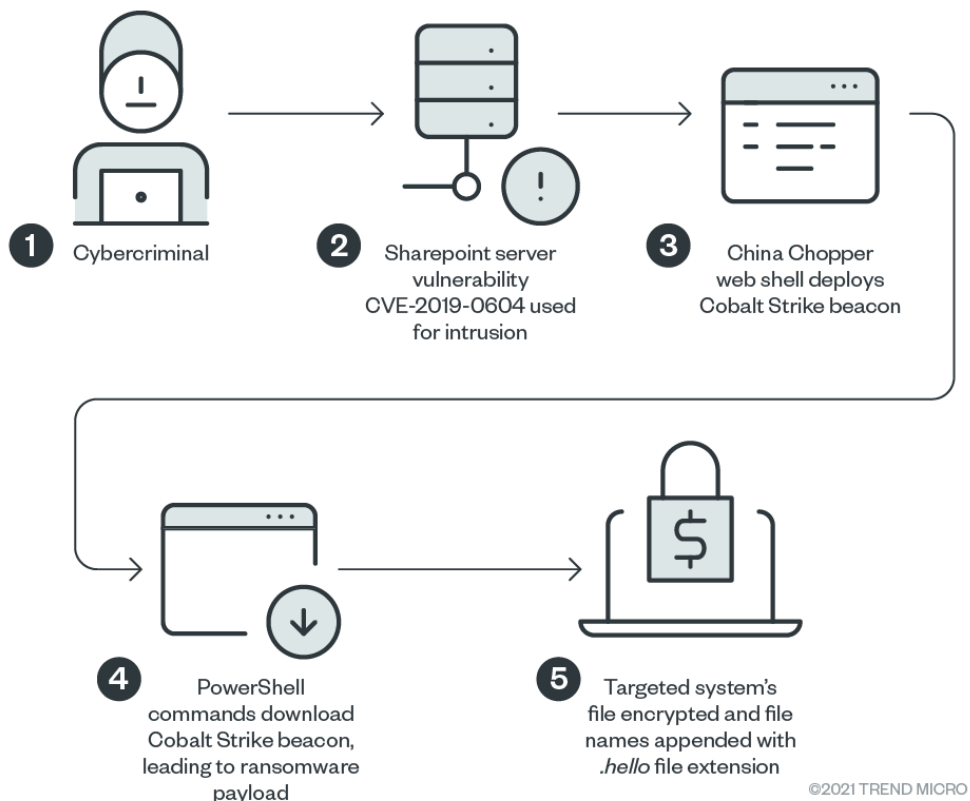 1
Cybercriminal
2
Sharepoint server
vulnerability
CVE-2019-0604 used
for intrusion
3
China Chopper
web shell deploys
Cobalt Strike beacon
4
PowerShell
commands download
Cobalt Strike beacon,
leading to ransomware
payload
5
Targeted system’s
file encrypted and file
names appended with
.hello file extension
$
©2021 TREND MICRO